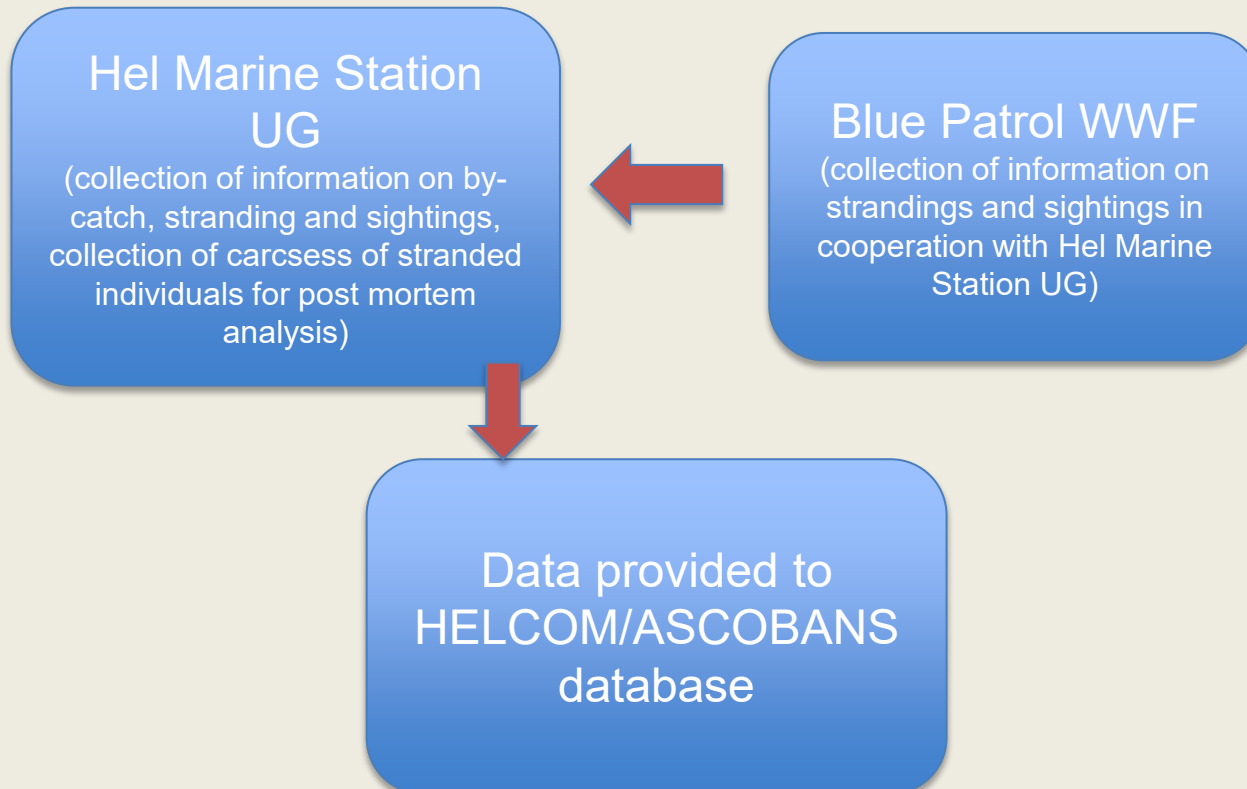 Hel Marine Station
UG
(collection of information on by-
catch, stranding and sightings,
collection of carcsess of stranded
individuals for post mortem
analysis)
Blue Patrol WWF
(collection of information on
strandings and sightings in
cooperation with Hel Marine
Station UG)
Data provided to
HELCOM/ASCOBANS
database